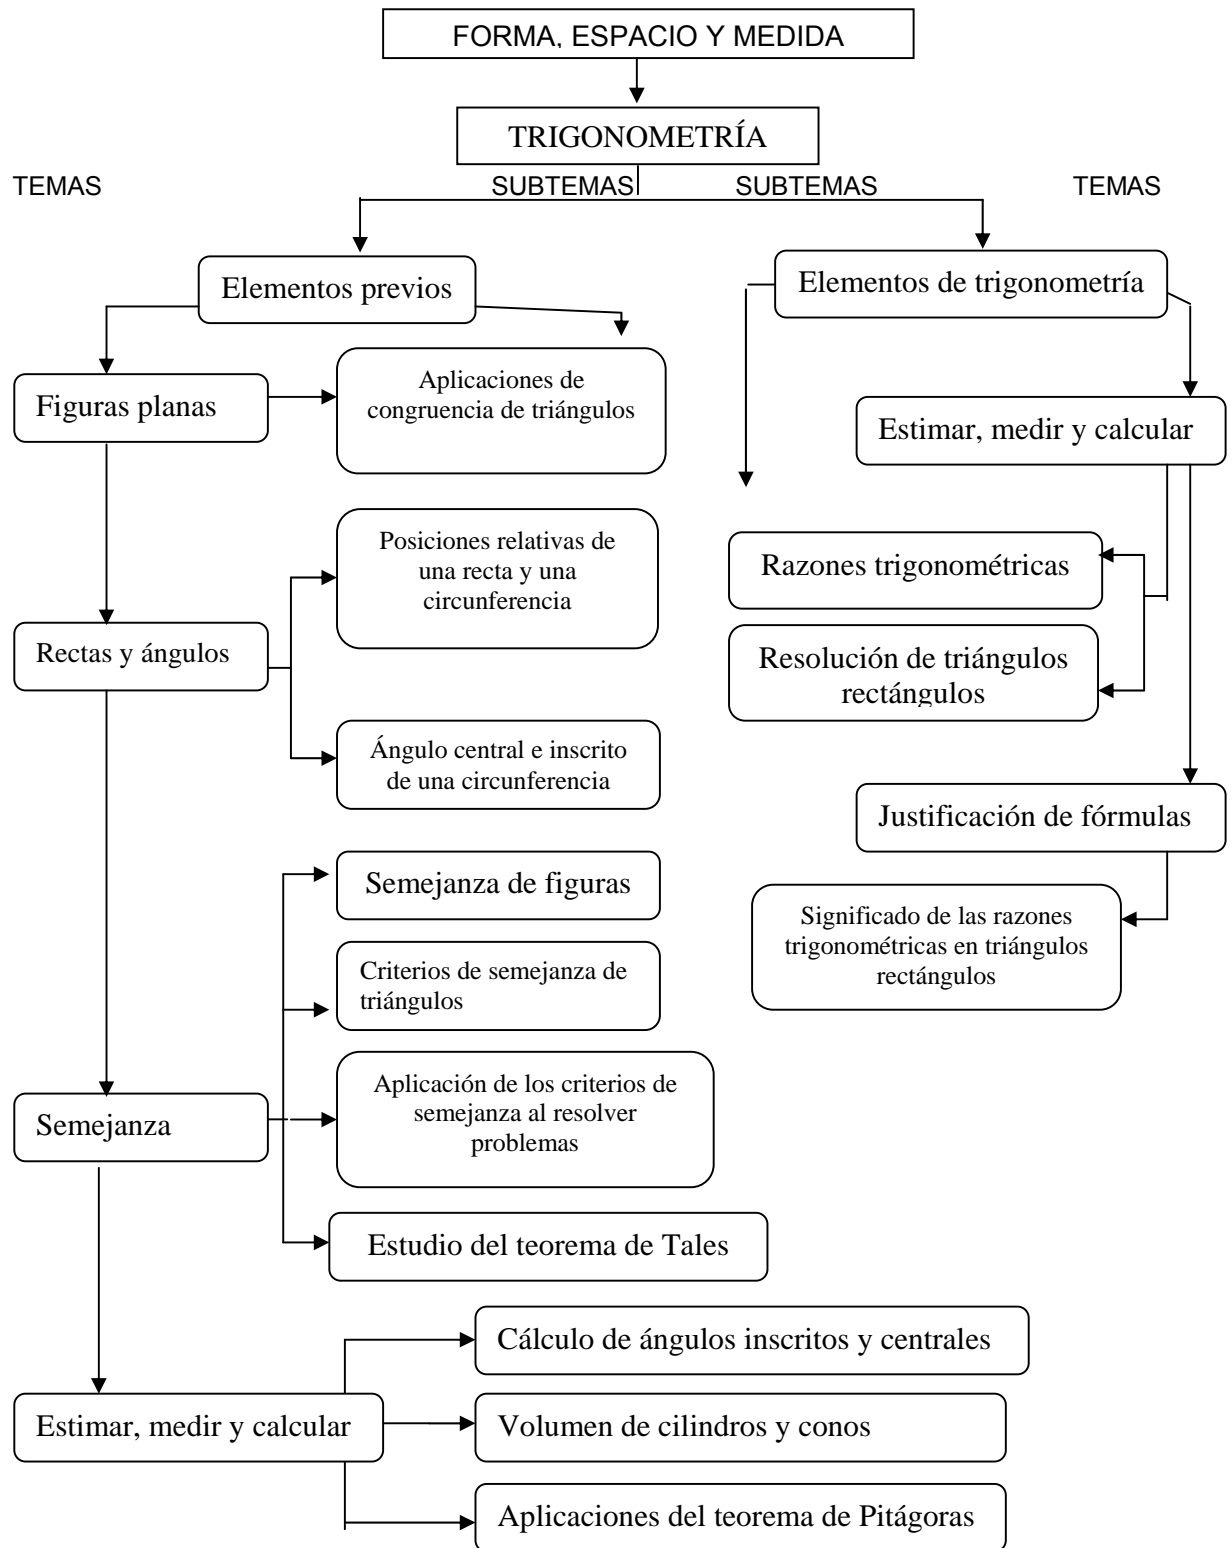 FORMA, ESPACIO Y MEDIDA
TRIGONOMETRÍA
TEMAS
SUBTEMAS
SUBTEMAS
TEMAS
Elementos previos
Elementos de trigonometría
Figuras planas
Aplicaciones de
congruencia de triángulos
Estimar, medir y calcular
Posiciones relativas de
una recta y una
circunferencia
Razones trigonométricas
Rectas y ángulos
Resolución de triángulos
rectángulos
Ángulo central e inscrito
de una circunferencia
Justificación de fórmulas
Semejanza de figuras
Significado de las razones
trigonométricas en triángulos
rectángulos
Criterios de semejanza de
triángulos
Semejanza
Aplicación de los criterios de
semejanza al resolver
problemas
Estudio del teorema de Tales
Cálculo de ángulos inscritos y centrales
Estimar, medir y calcular
Volumen de cilindros y conos
Aplicaciones del teorema de Pitágoras